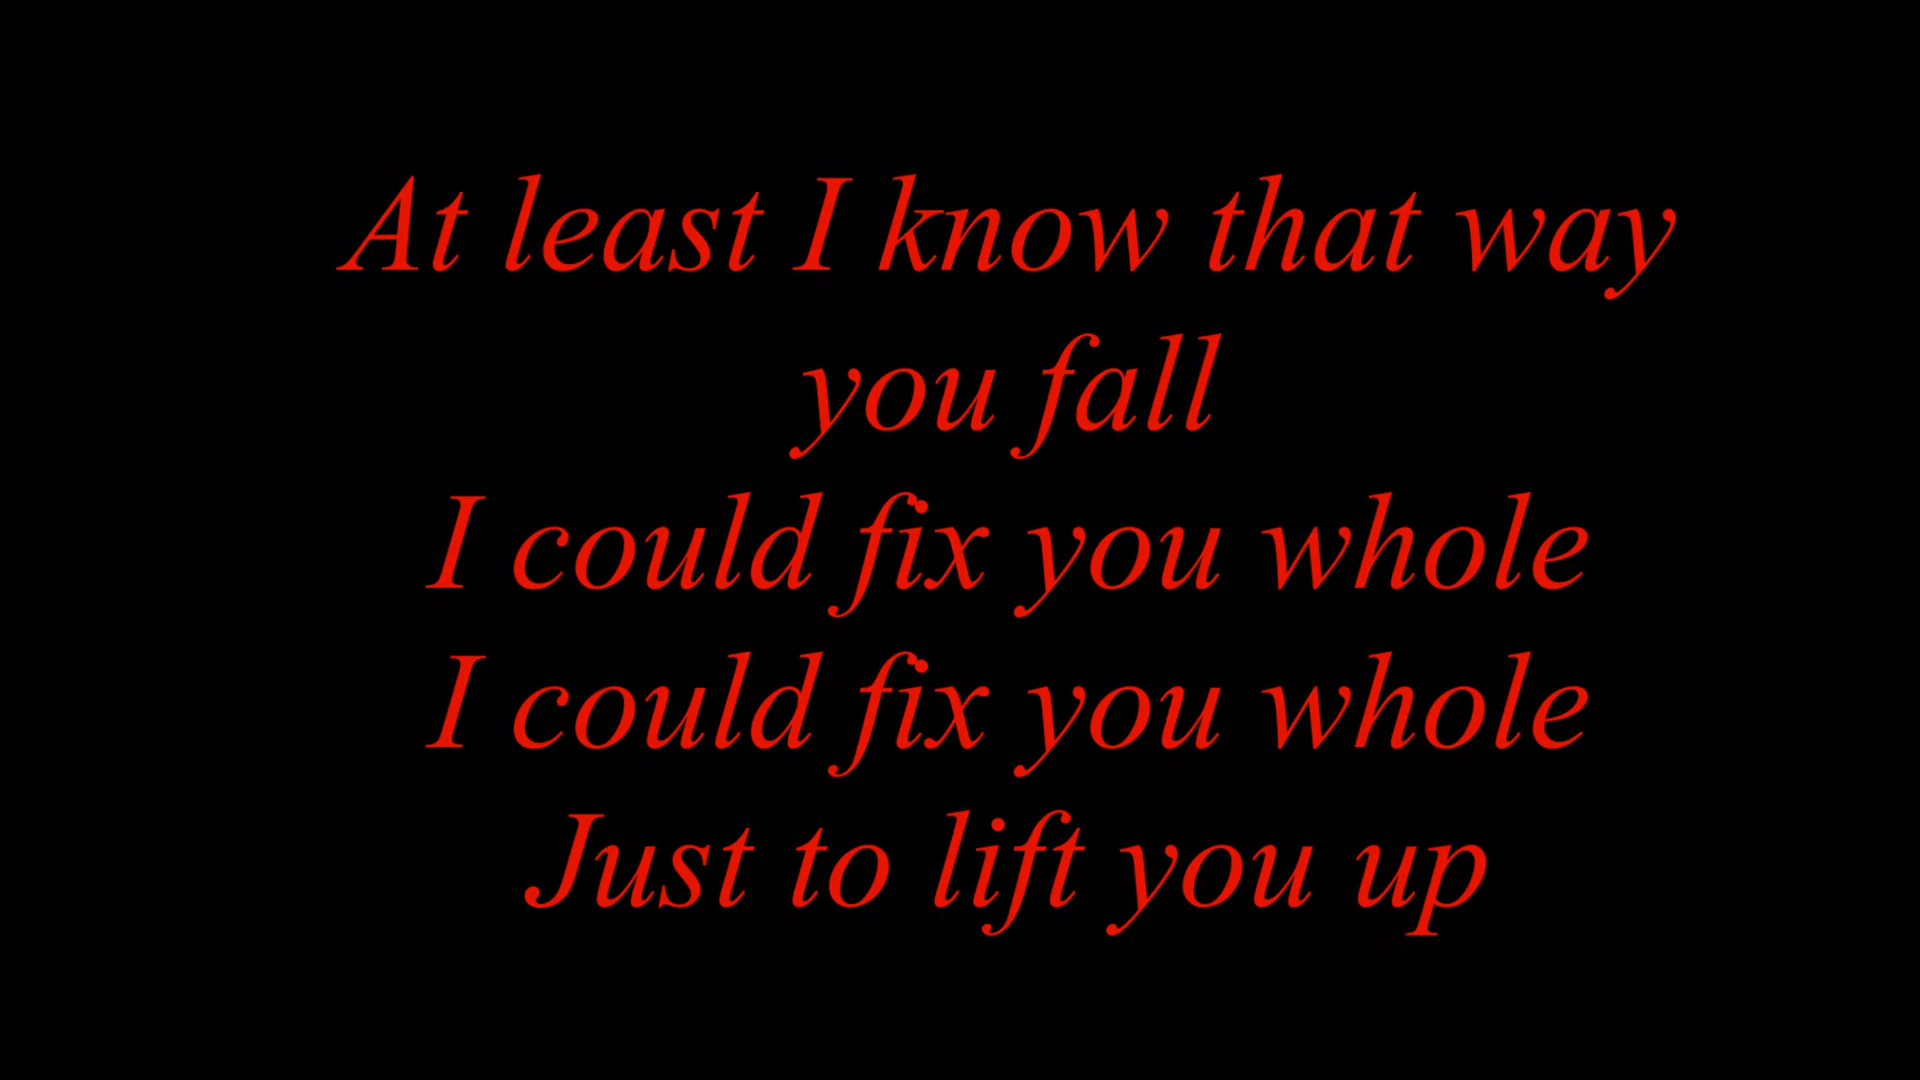 At least I know that way
you fall
I could fix you whole
I could fix you whole
Just to lift you up